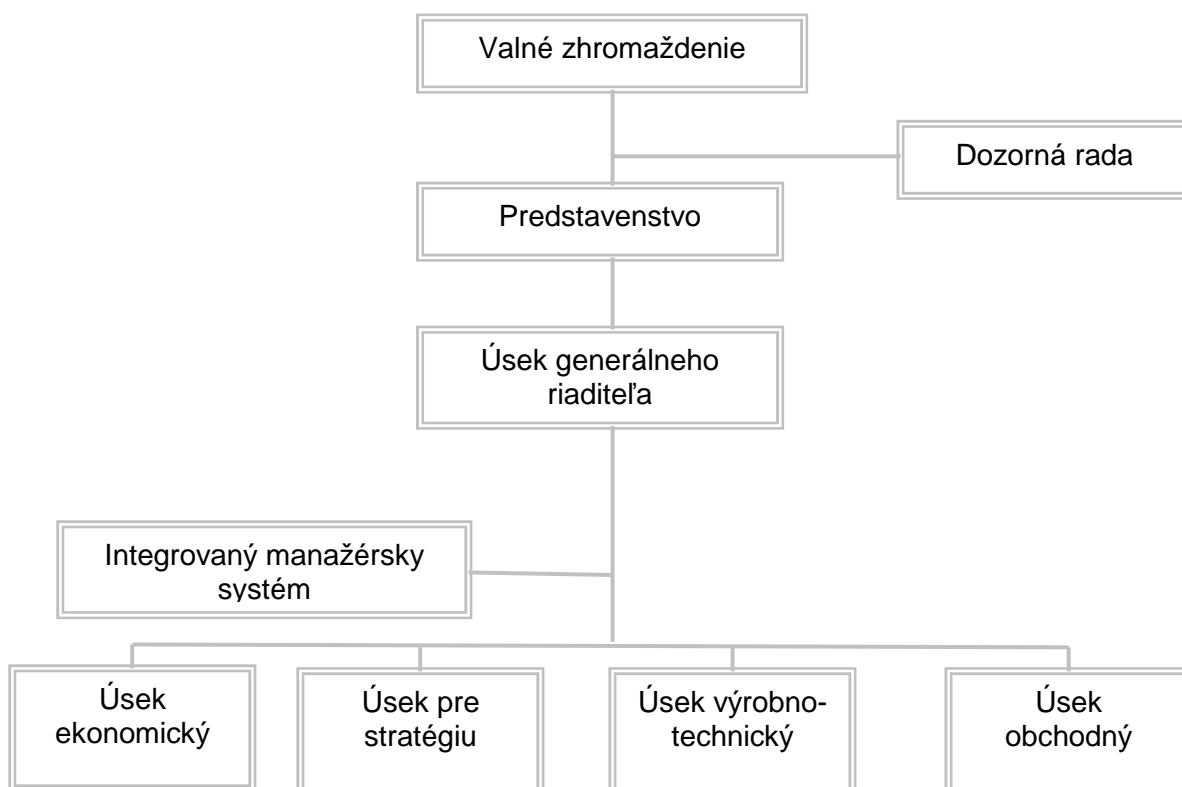 Valné zhromaždenie
Dozorná rada
Predstavenstvo
Úsek generálneho
riaditeľa
Integrovaný manažérsky
systém
Úsek
ekonomický
Úsek pre
stratégiu
Úsek výrobno-
technický
Úsek
obchodný